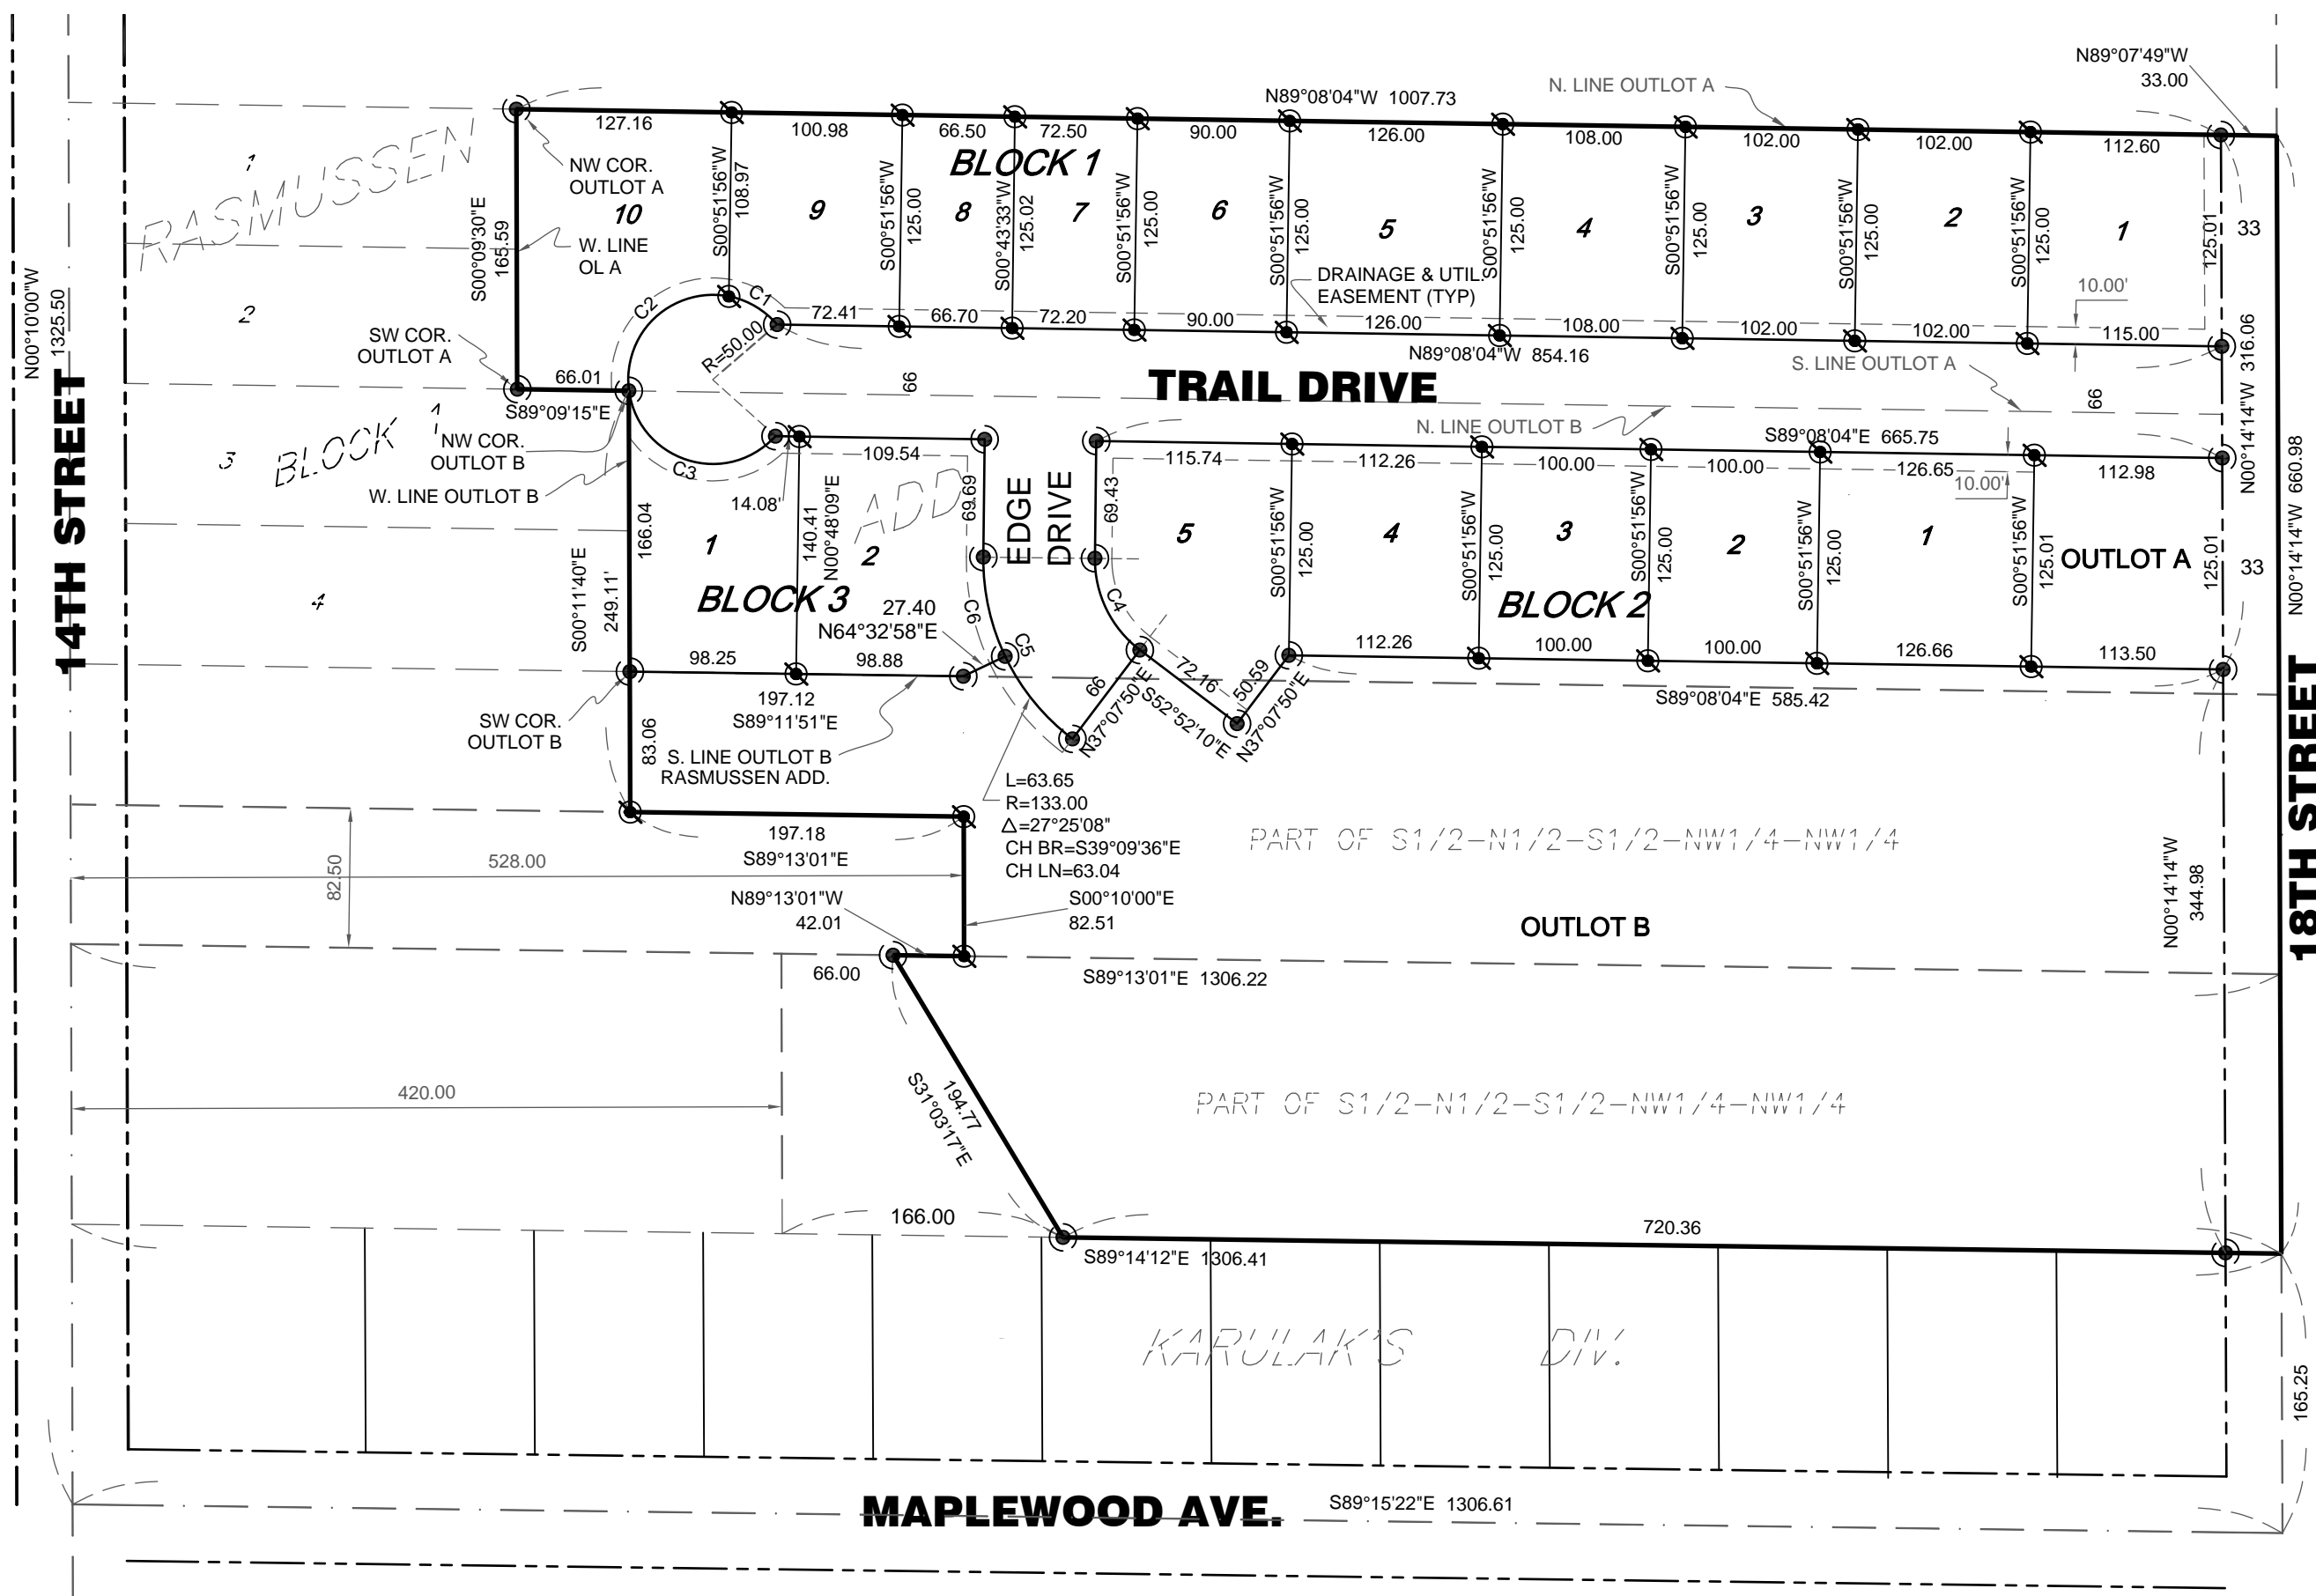 N89°07'49"W
33.00
N. LINE OUTLOT A
N89°08'04"W 1007.73
127.16
100.98
66.50
72.50
90.00
126.00
108.00
102.00
102.00
112.60
RASMUSSEN
1
NW COR.
OUTLOT A
BLOCK 1
S00°09'30"E
165.59
10
W. LINE
OL A
S00°51'56"W
108.97
9
S00°51'56"W
125.00
8
S00°43'33"W
125.02
7
S00°51'56"W
125.00
6
S00°51'56"W
125.00
5
S00°51'56"W
125.00
4
S00°51'56"W
125.00
3
S00°51'56"W
125.00
2
S00°51'56"W
125.00
1
125.01
33
DRAINAGE & UTIL.
EASEMENT (TYP)
10.00'
N00°10'00"W
1325.50
2
C2
C1
R=50.00
72.41
66.70
72.20
90.00
126.00
108.00
102.00
102.00
115.00
N89°08'04"W 854.16
N00°14'14"W 316.06
SW COR.
OUTLOT A
66.01
S89°09'15"E
66
TRAIL DRIVE
S. LINE OUTLOT A
66
14TH STREET
BLOCK 1
3
NW COR.
OUTLOT B
W. LINE OUTLOT B
C3
14.08'
109.54
N. LINE OUTLOT B
S89°08'04"E 665.75
115.74
112.26
100.00
100.00
126.65
10.00'
112.98
N00°14'14"W 660.98
ADD
69.69
EDGE
DRIVE
69.43
166.04
1
140.41
N00°48'09"E
2
5
S00°51'56"W
125.00
4
S00°51'56"W
125.00
3
S00°51'56"W
125.00
2
S00°51'56"W
125.00
1
S00°51'56"W
125.01
OUTLOT A
125.01
33
4
S00°11'40"E
249.11'
BLOCK 3
27.40
N64°32'58"E
C6
C5
C4
BLOCK 2
98.25
98.88
197.12
S89°11'51"E
66
N37°07'50"E
72.16
S52°52'10"E
50.59
N37°07'50"E
112.26
100.00
100.00
126.66
113.50
S89°08'04"E 585.42
18TH STREET
SW COR.
OUTLOT B
83.06
S. LINE OUTLOT B
RASMUSSEN ADD.
L=63.65
R=133.00
Δ=27°25'08"
CH BR=S39°09'36"E
CH LN=63.04
197.18
S89°13'01"E
PART OF S1/2-N1/2-S1/2-NW1/4-NW1/4
82.50
528.00
N89°13'01"W
42.01
S00°10'00"E
82.51
OUTLOT B
N00°14'14"W
344.98
66.00
S89°13'01"E 1306.22
420.00
194.77
S31°03'17"E
PART OF S1/2-N1/2-S1/2-NW1/4-NW1/4
166.00
720.36
S89°14'12"E 1306.41
KARULAK'S DIV.
165.25
MAPLEWOOD AVE.
S89°15'22"E 1306.61